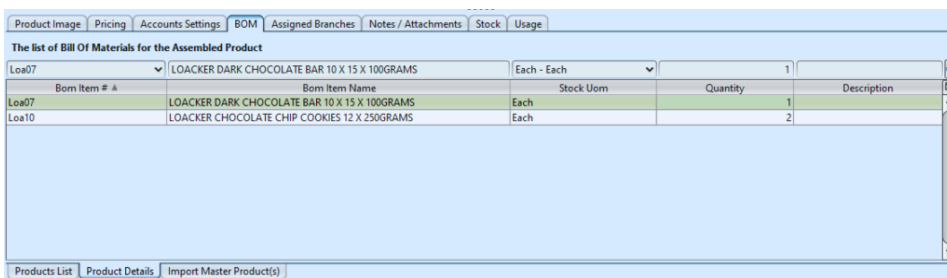 Product Image Pricing Accounts Settings BOM Assigned Branches Notes / Attachments Stock Usage
The list of Bill Of Materials for the Assembled Product
Loa07 LOACKER DARK CHOCOLATE BAR 10 X 15 X 100GRAMS Each - Each 1
Bom Item # Bom Item Name Stock Uom Quantity Description
Loa07 LOACKER DARK CHOCOLATE BAR 10 X 15 X 100GRAMS Each 1
Loa10 LOACKER CHOCOLATE CHIP COOKIES 12 X 250GRAMS Each 2
Products List Product Details Import Master Product(s)